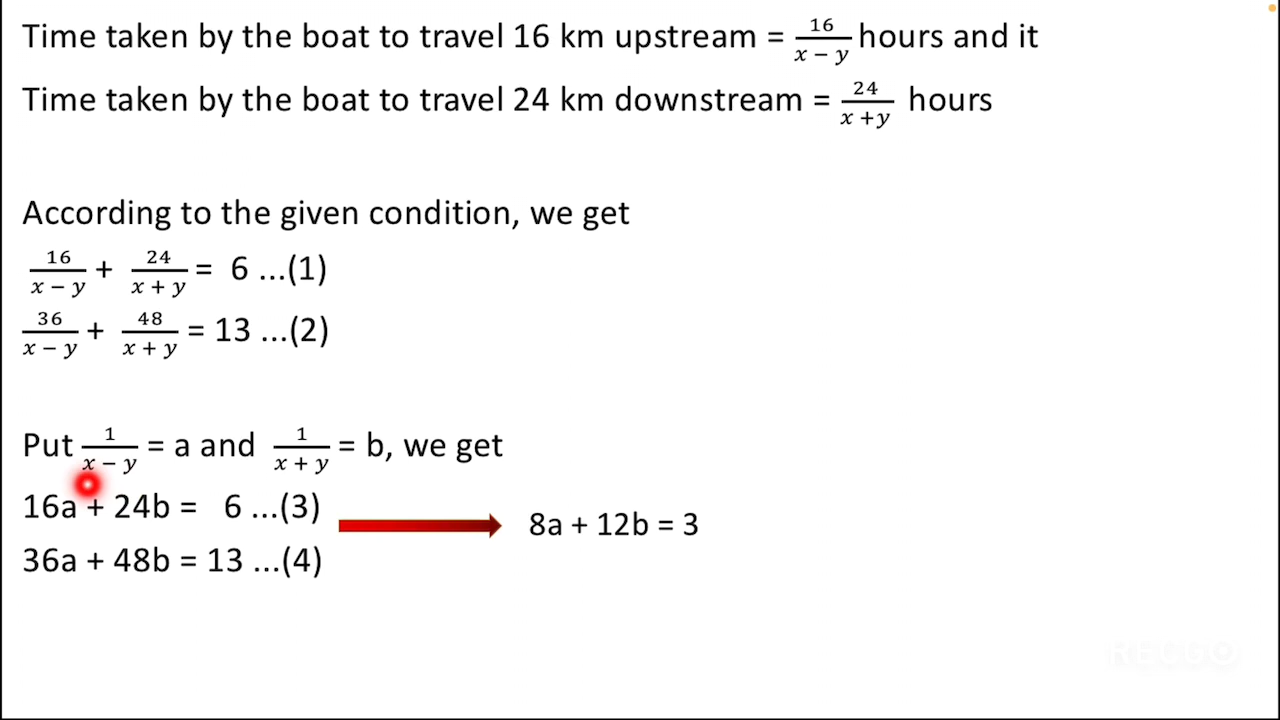 Time taken by the boat to travel 16 km upstream = 16/(x − y) hours and it
Time taken by the boat to travel 24 km downstream = 24/(x + y) hours
According to the given condition, we get
16/(x − y) + 24/(x + y) = 6 ...(1)
36/(x − y) + 48/(x + y) = 13 ...(2)
Put 1/(x − y) = a and 1/(x + y) = b, we get
16a + 24b = 6 ...(3)
8a + 12b = 3
36a + 48b = 13 ...(4)